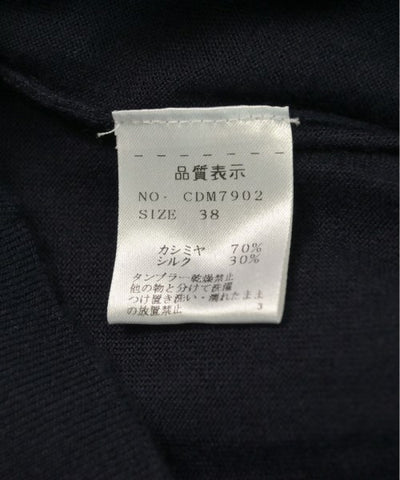 品質表示
NO. CDM7902
SIZE 38
カシミヤ 70%
シルク 30%
タンブラー乾燥禁止
他の物と分けて洗濯
つけ置き洗い・濡れたまま
の放置禁止 3